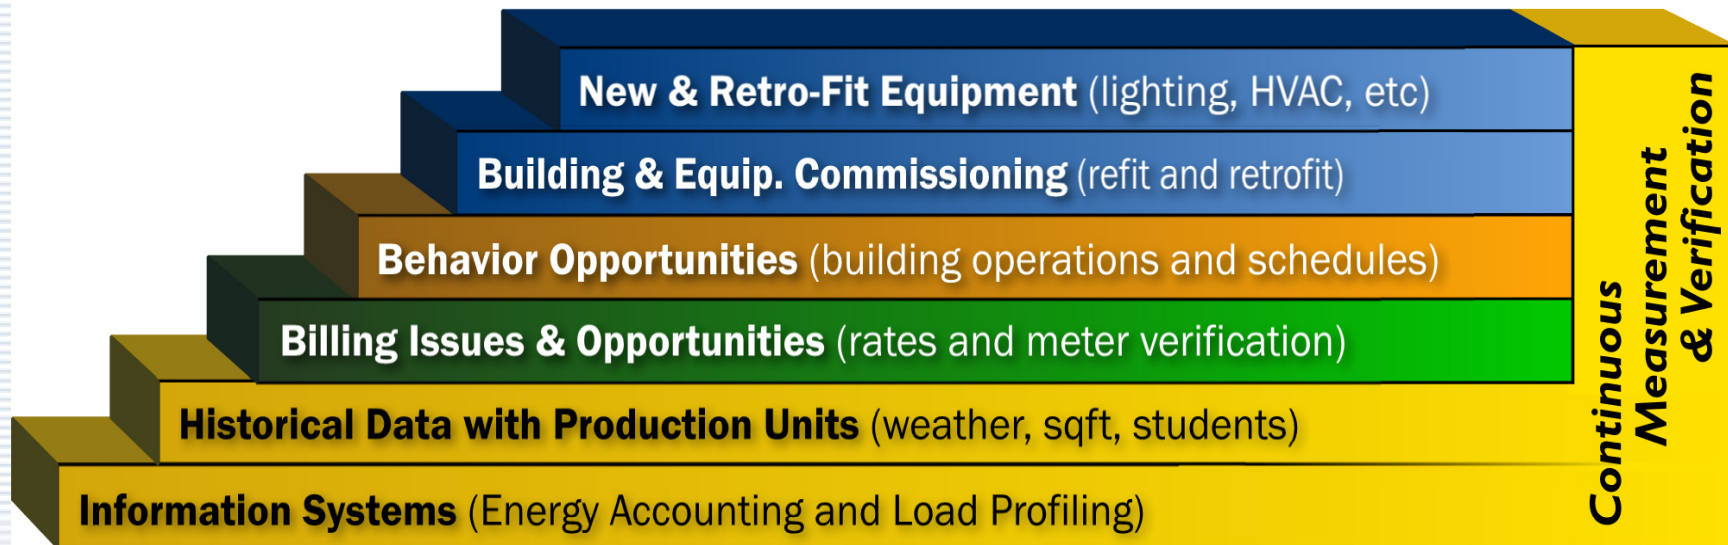 New & Retro-Fit Equipment (lighting, HVAC, etc)
Building & Equip. Commissioning (refit and retrofit)
Behavior Opportunities (building operations and schedules)
Billing Issues & Opportunities (rates and meter verification)
Historical Data with Production Units (weather, sqft, students)
Information Systems (Energy Accounting and Load Profiling)
Continuous
Measurement
& Verification